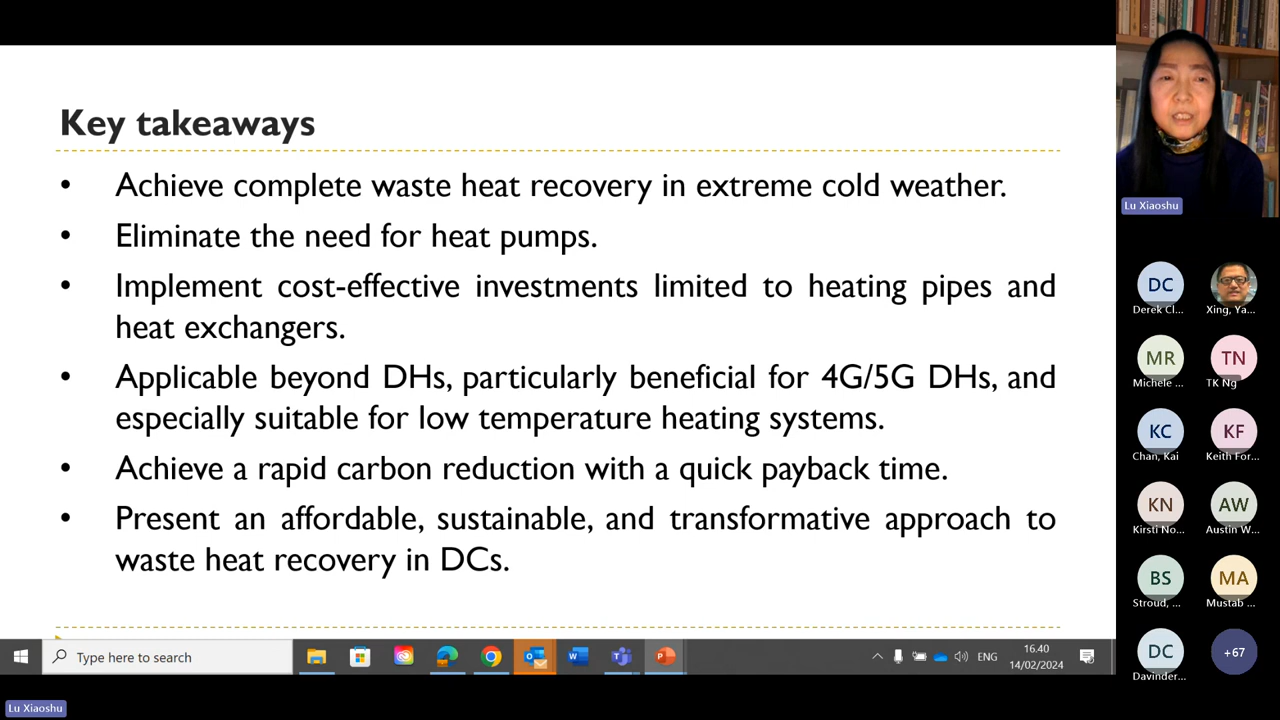 Key takeaways
• Achieve complete waste heat recovery in extreme cold weather.
• Eliminate the need for heat pumps.
• Implement cost-effective investments limited to heating pipes and
heat exchangers.
• Applicable beyond DHs, particularly beneficial for 4G/5G DHs, and
especially suitable for low temperature heating systems.
• Achieve a rapid carbon reduction with a quick payback time.
• Present an affordable, sustainable, and transformative approach to
waste heat recovery in DCs.
Type here to search
ENG
16.40
14/02/2024
Lu Xiaoshu
Lu Xiaoshu
DC
Derek Cl...
Xing, Ya...
MR
Michele ...
TN
TK Ng
KC
Chan, Kai
KF
Keith For...
KN
Kirsti No...
AW
Austin W...
BS
Stroud, ...
MA
Mustab ...
DC
Davinder...
+67